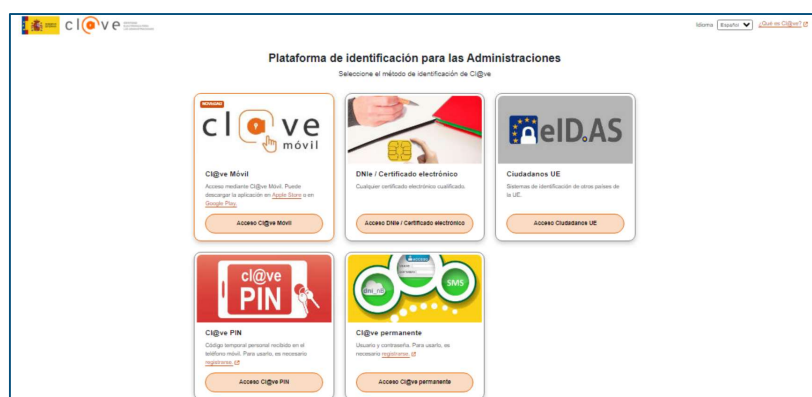 cl@ve
Idioma Español ¿Qué es Cl@ve?
Plataforma de identificación para las Administraciones
Seleccione el método de identificación de Cl@ve
NOVEDAD
cl@ve
móvil
Cl@ve Móvil
Acceso mediante Cl@ve Móvil. Puede
descargar la aplicación en Apple Store o en
Google Play.
Acceso Cl@ve Móvil
DNIe / Certificado electrónico
Cualquier certificado electrónico cualificado.
Acceso DNIe / Certificado electrónico
eID.AS
Ciudadanos UE
Sistemas de identificación de otros países de
la UE.
Acceso Ciudadanos UE
cl@ve
PIN
Cl@ve PIN
Código temporal personal recibido en el
teléfono móvil. Para usarlo, es necesario
registrarse.
Acceso Cl@ve PIN
dni_nb
SMS
Cl@ve permanente
Usuario y contraseña. Para usarlo, es
necesario registrarse.
Acceso Cl@ve permanente